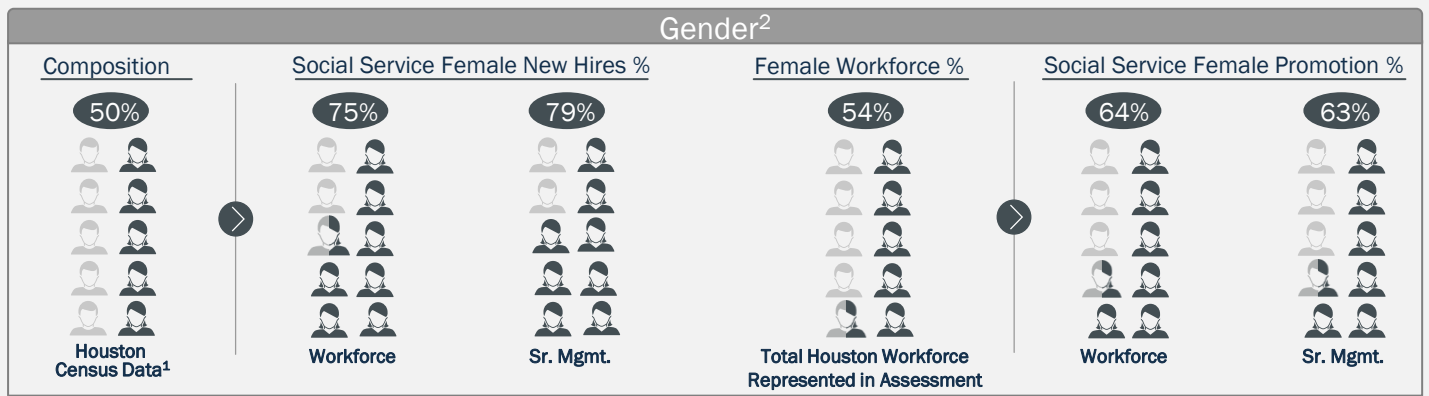 Gender²
Composition
50%
Houston
Census Data¹
Social Service Female New Hires %
75%
Workforce
79%
Sr. Mgmt.
Female Workforce %
54%
Total Houston Workforce
Represented in Assessment
Social Service Female Promotion %
64%
Workforce
63%
Sr. Mgmt.